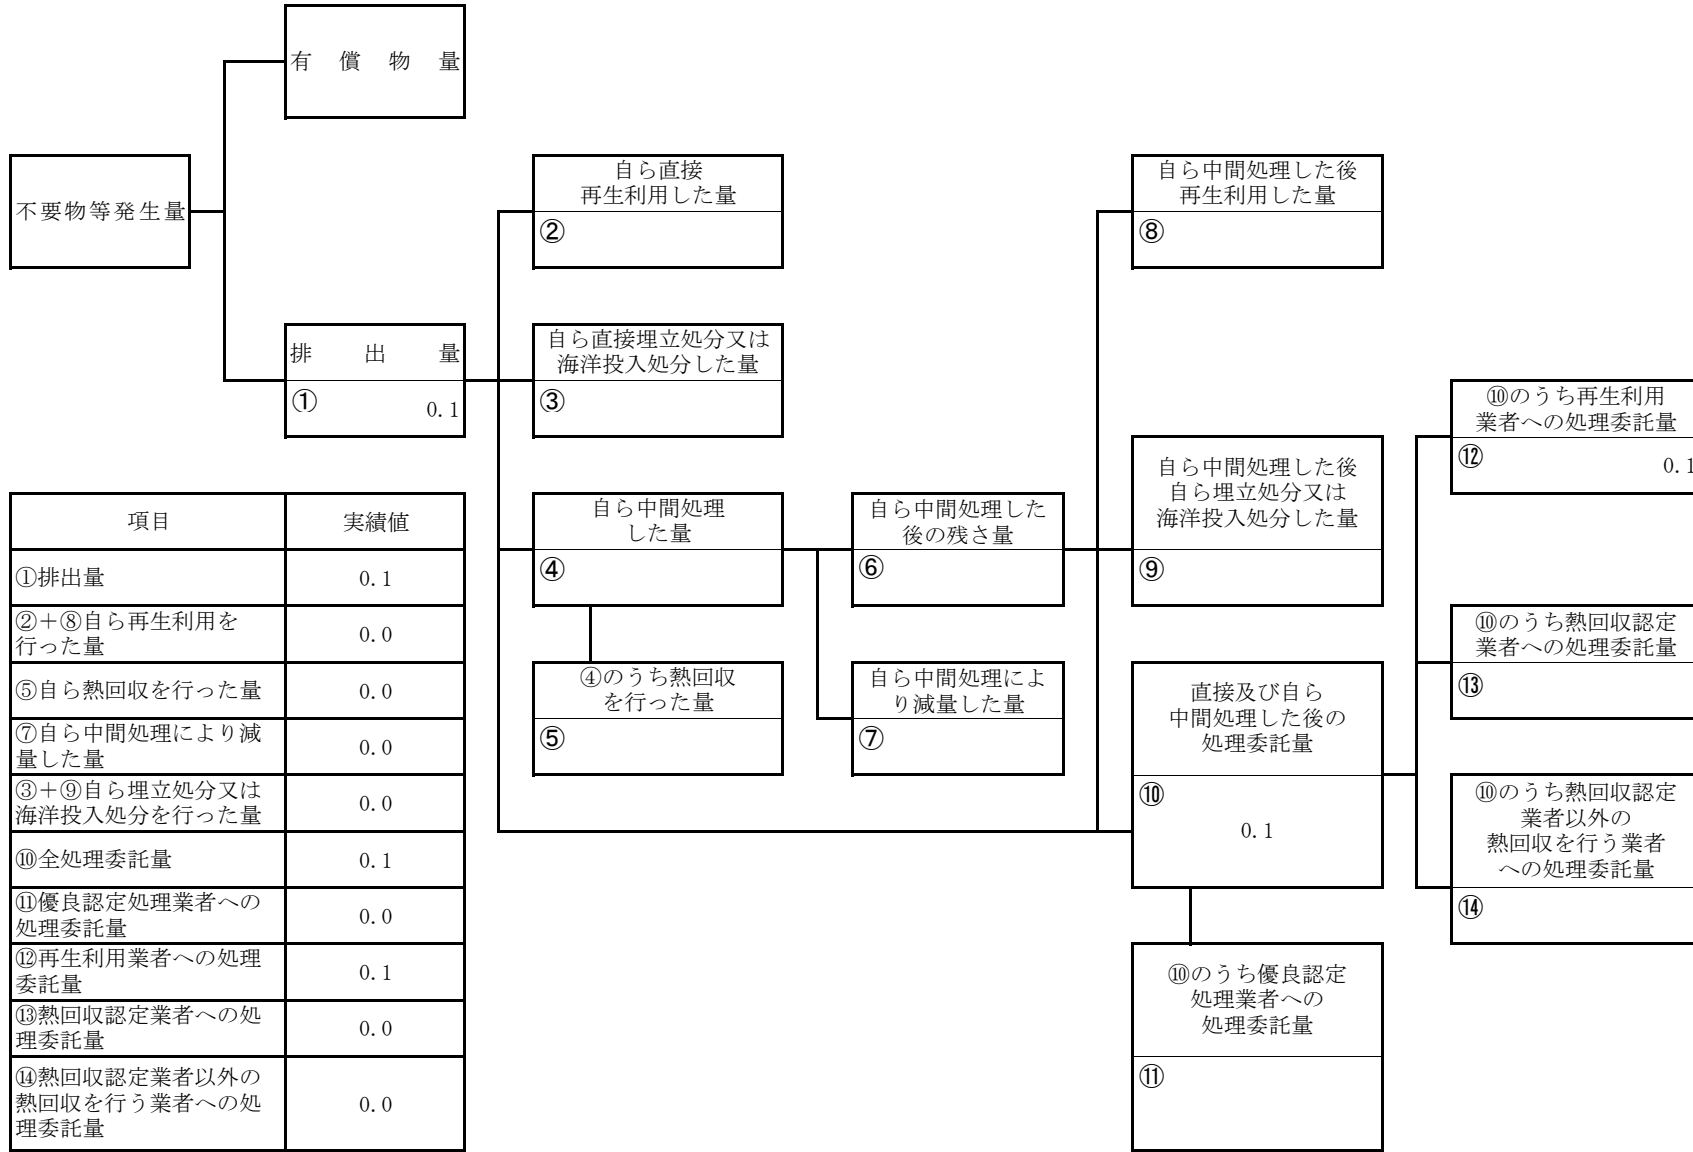 有償物量
不要物等発生量
自ら直接
再生利用した量
②
自ら中間処理した後
再生利用した量
⑧
排出量
①
0.1
自ら直接埋立処分又は
海洋投入処分した量
③
⑩のうち再生利用
業者への処理委託量
⑫
0.1
自ら中間処理
した量
④
自ら中間処理した
後の残さ量
⑥
自ら中間処理した後
自ら埋立処分又は
海洋投入処分した量
⑨
⑩のうち熱回収認定
業者への処理委託量
⑬
④のうち熱回収
を行った量
⑤
自ら中間処理によ
り減量した量
⑦
直接及び自ら
中間処理した後の
処理委託量
⑩
0.1
⑩のうち熱回収認定
業者以外の
熱回収を行う業者
への処理委託量
⑭
⑩のうち優良認定
処理業者への
処理委託量
⑪
項目 実績値
①排出量 0.1
②＋⑧自ら再生利用を
行った量 0.0
⑤自ら熱回収を行った量 0.0
⑦自ら中間処理により減
量した量 0.0
③＋⑨自ら埋立処分又は
海洋投入処分を行った量 0.0
⑩全処理委託量 0.1
⑪優良認定処理業者への
処理委託量 0.0
⑫再生利用業者への処理
委託量 0.1
⑬熱回収認定業者への処
理委託量 0.0
⑭熱回収認定業者以外の
熱回収を行う業者への処
理委託量 0.0